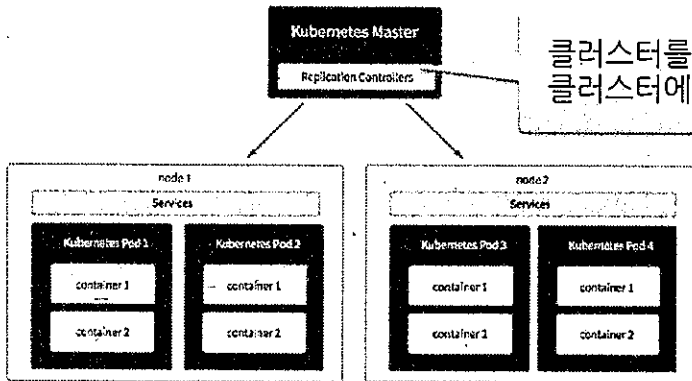 Kubernetes Master
Replication Controllers
클러스터를
클러스터에
node 1
Services
Kubernetes Pod 1
Kubernetes Pod 2
container 1
container 1
container 2
container 2
node 2
Services
Kubernetes Pod 3
Kubernetes Pod 4
container 1
container 1
container 2
container 2